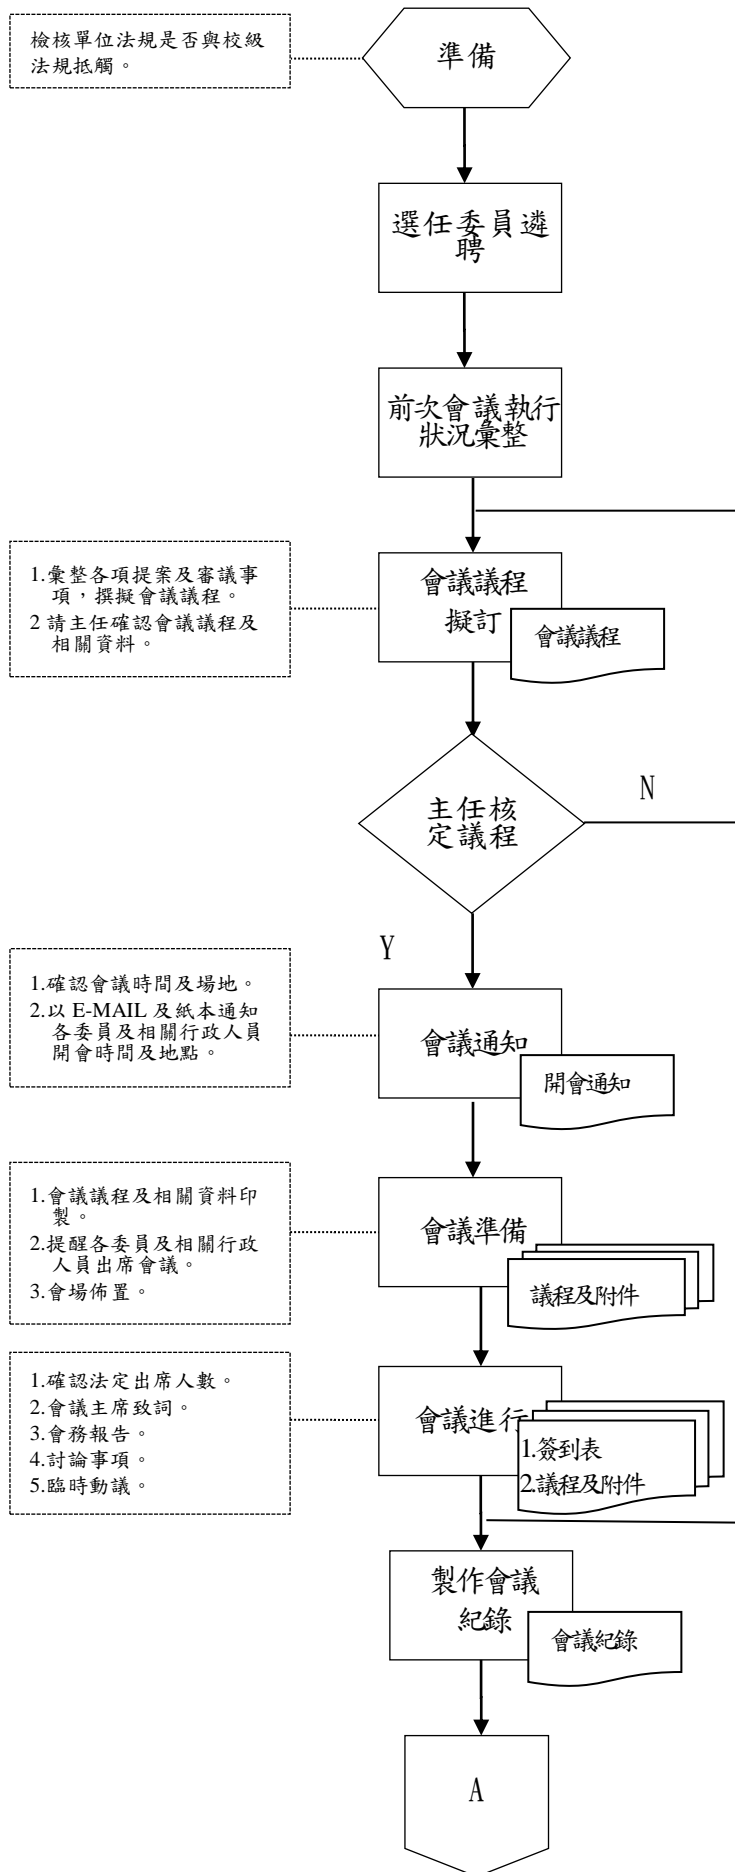 檢核單位法規是否與校級
法規抵觸。
準備
選任委員遴
聘
前次會議執行
狀況彙整
1.彙整各項提案及審議事
項，撰擬會議議程。
2 請主任確認會議議程及
相關資料。
會議議程
擬訂
會議議程
主任核
定議程
N
Y
1.確認會議時間及場地。
2.以 E-MAIL 及紙本通知
各委員及相關行政人員
開會時間及地點。
會議通知
開會通知
1.會議議程及相關資料印
製。
2.提醒各委員及相關行政
人員出席會議。
3.會場佈置。
會議準備
議程及附件
1.確認法定出席人數。
2.會議主席致詞。
3.會務報告。
4.討論事項。
5.臨時動議。
會議進行
1.簽到表
2.議程及附件
製作會議
紀錄
會議紀錄
A